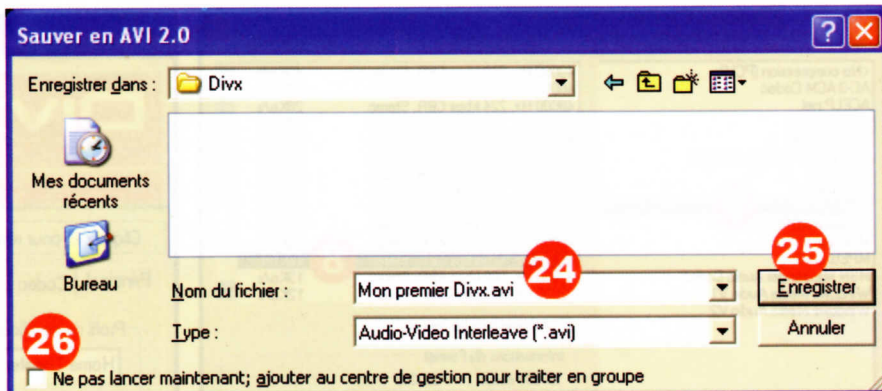 Sauver en AVI 2.0
Enregistrer dans :
Divx
Mes documents
récents
Bureau
24
25
Nom du fichier :
Mon premier Divx.avi
Enregistrer
Type :
Audio-Video Interleave (*.avi)
Annuler
26
Ne pas lancer maintenant; ajouter au centre de gestion pour traiter en groupe